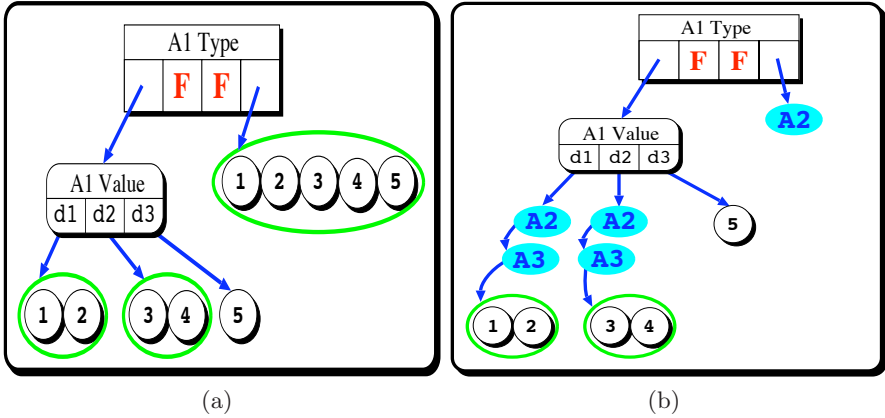 A1 Type
F F
1 2 3 4 5
A1 Value
d1 d2 d3
1 2 3 4 5
(a)
A1 Type
F F
A2
A1 Value
d1 d2 d3
A2 A2 5
A3 A3
1 2 3 4
(b)